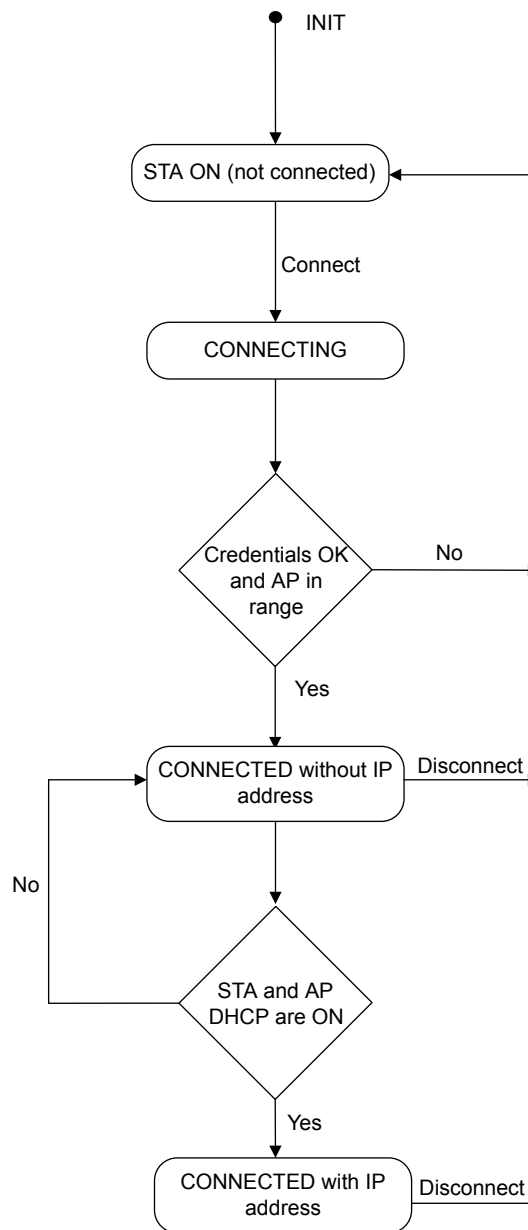 INIT
STA ON (not connected)
Connect
CONNECTING
Credentials OK
and AP in
range
No
Yes
CONNECTED without IP
address
Disconnect
No
STA and AP
DHCP are ON
Yes
CONNECTED with IP
address
Disconnect